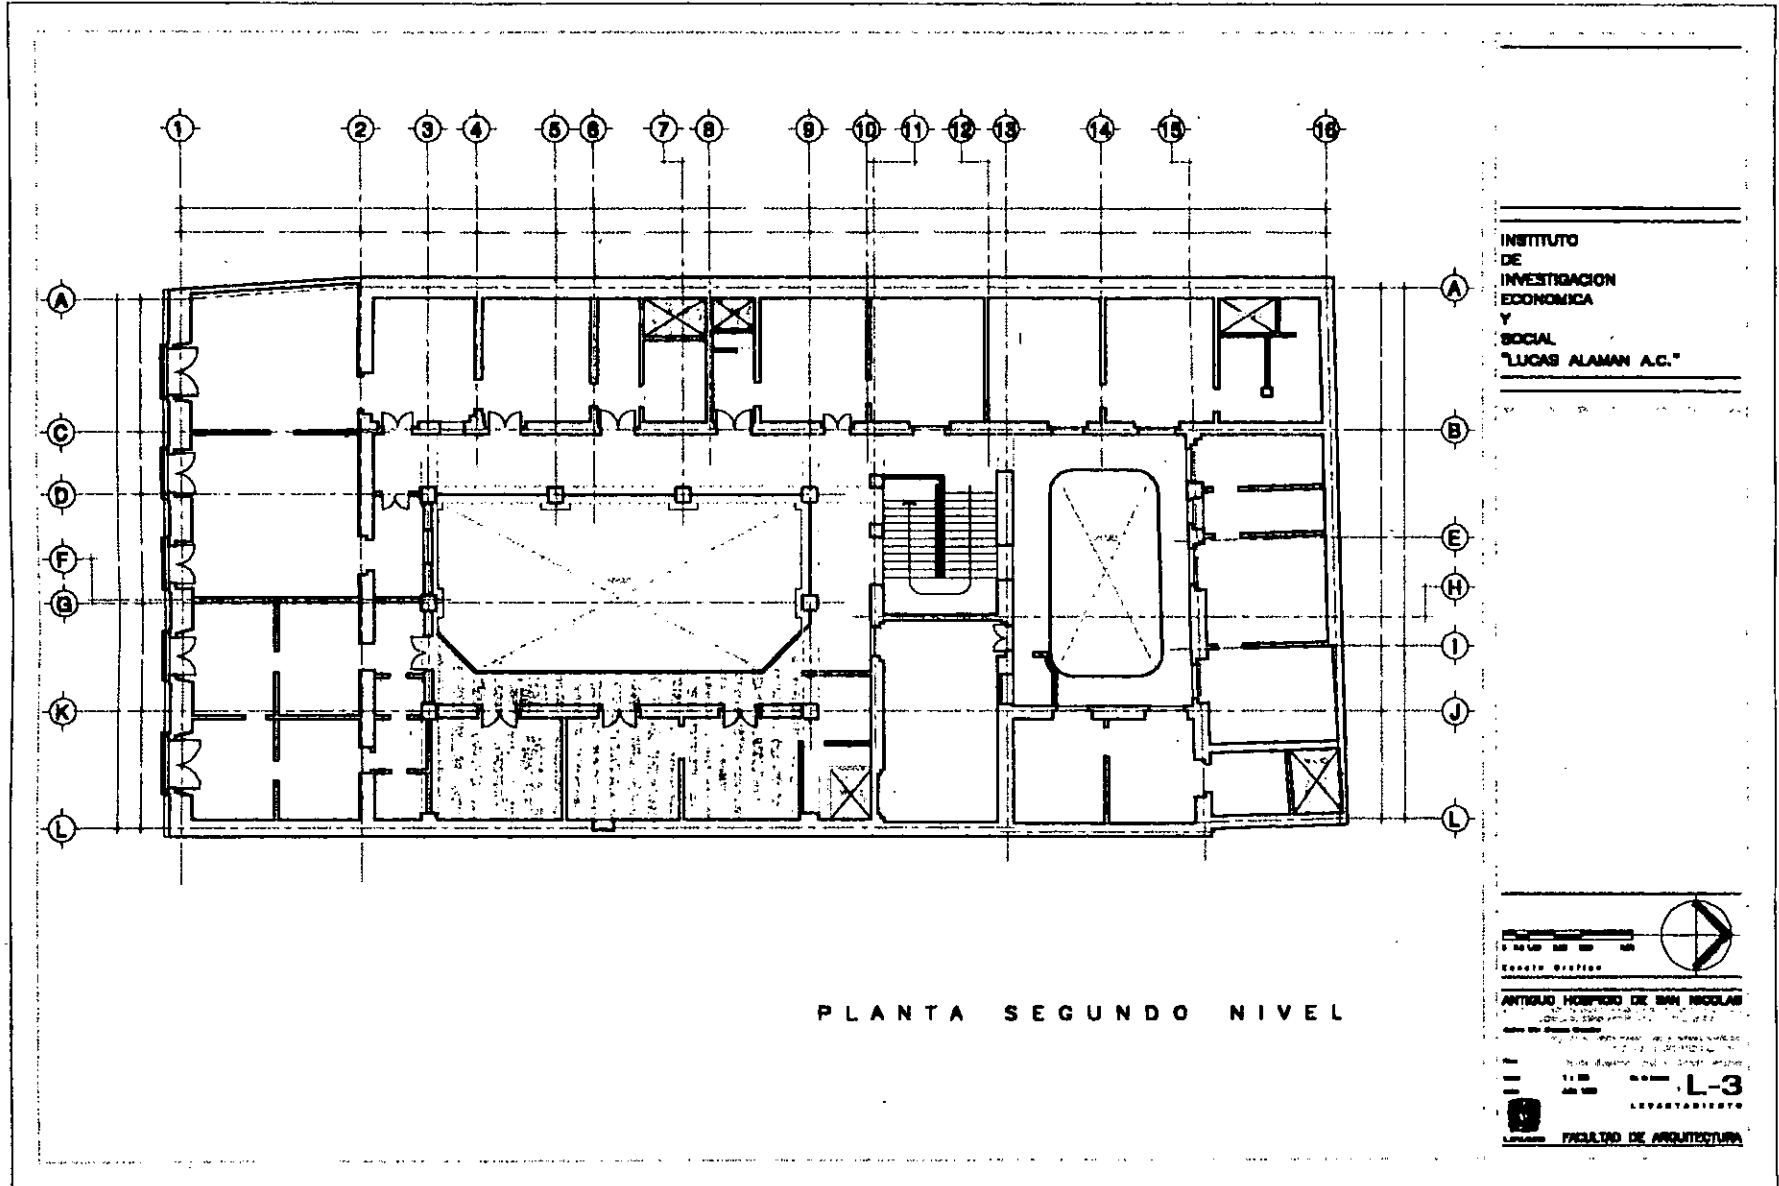 1 2 3 4 5 6 7 8 9 10 11 12 13 14 15 16
A
C
D
F
G
K
L
A
B
E
H
I
J
L
INSTITUTO
DE
INVESTIGACION
ECONOMICA
Y
SOCIAL
"LUCAS ALAMAN A.C."
PLANTA SEGUNDO NIVEL
Escala Grafica
ANTIGUO HOSPICIO DE SAN NICOLAS
L-3
LEVANTAMIENTO
FACULTAD DE ARQUITECTURA